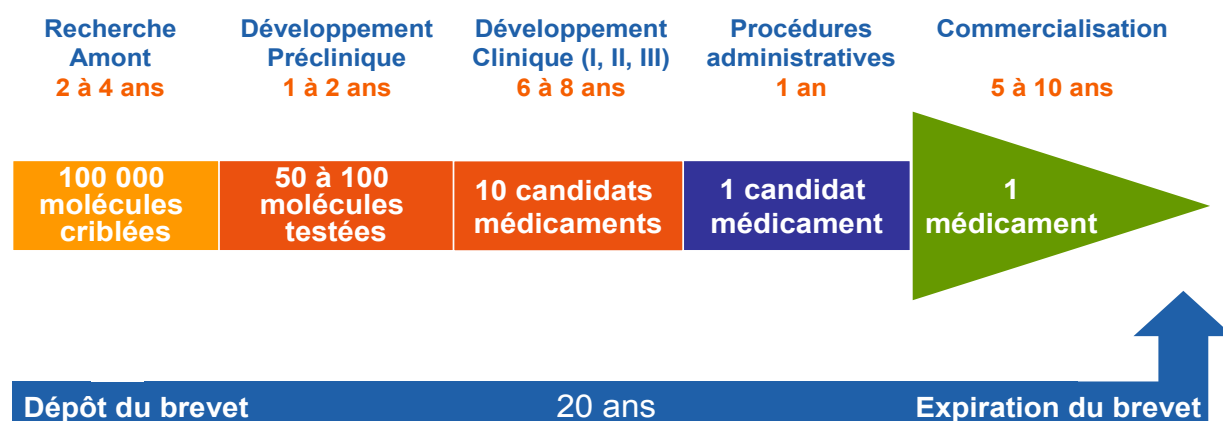 Recherche
Amont
2 à 4 ans
Développement
Préclinique
1 à 2 ans
Développement
Clinique (I, II, III)
6 à 8 ans
Procédures
administratives
1 an
Commercialisation
5 à 10 ans
100 000
molécules
criblées
50 à 100
molécules
testées
10 candidats
médicaments
1 candidat
médicament
1
médicament
Dépôt du brevet
20 ans
Expiration du brevet